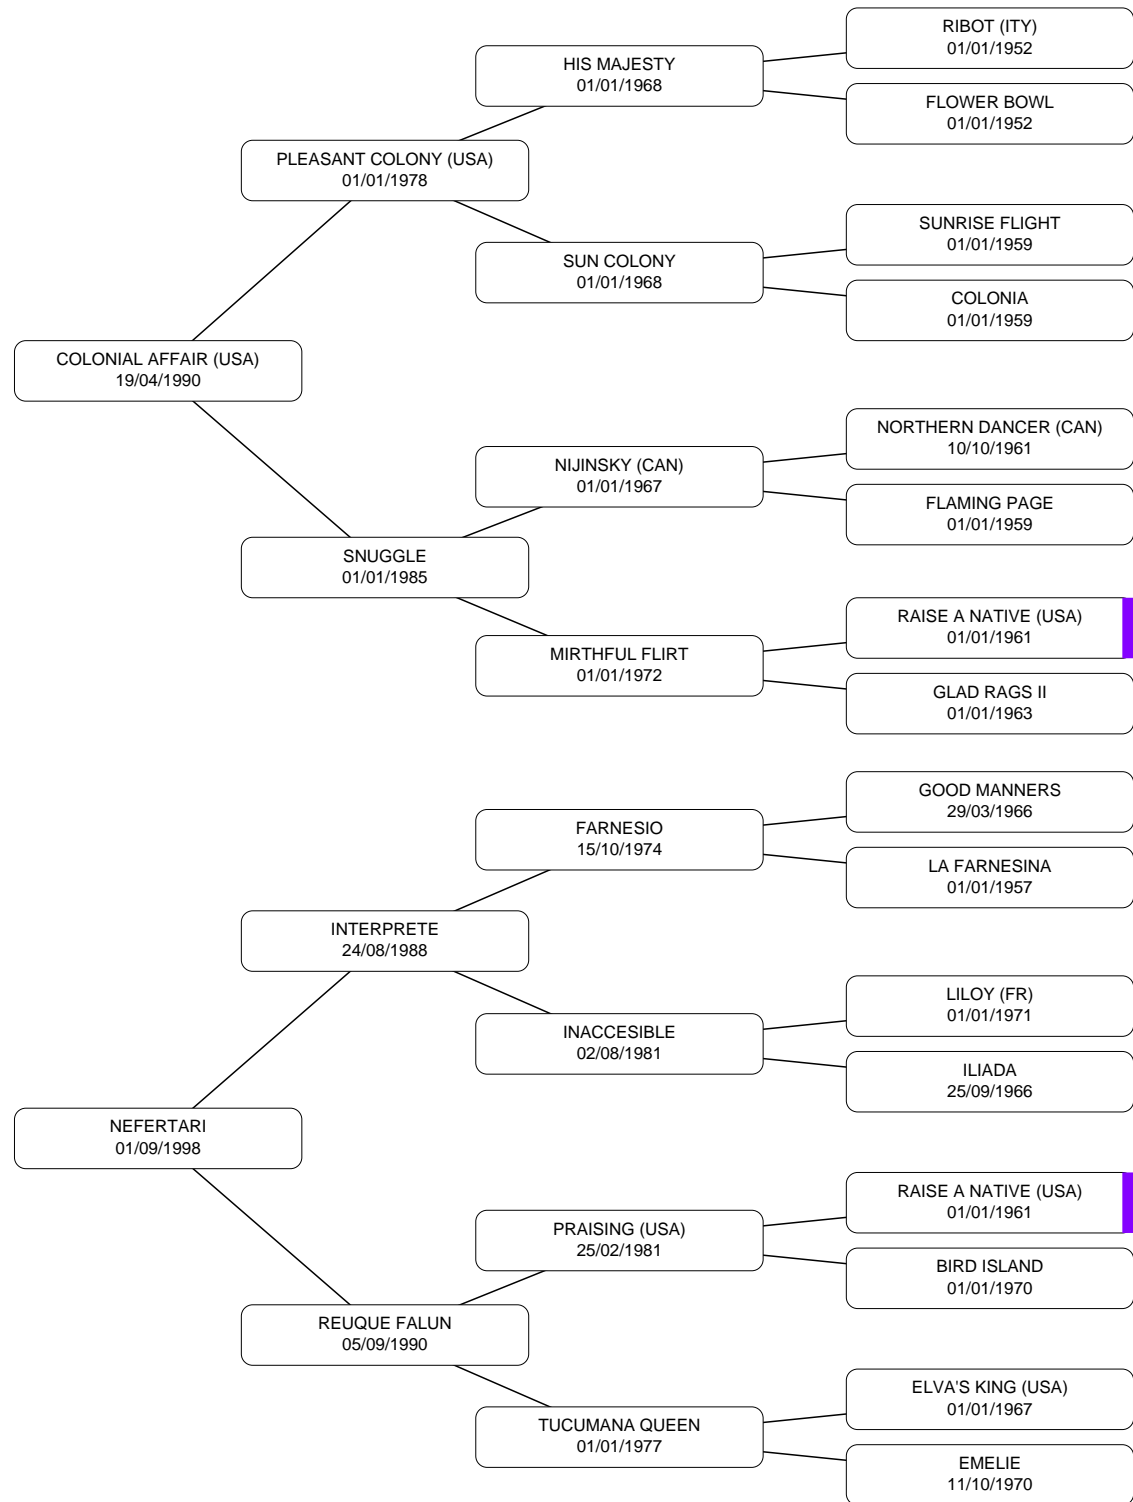 RIBOT (ITY)
01/01/1952
HIS MAJESTY
01/01/1968
FLOWER BOWL
01/01/1952
PLEASANT COLONY (USA)
01/01/1978
SUNRISE FLIGHT
01/01/1959
SUN COLONY
01/01/1968
COLONIA
01/01/1959
COLONIAL AFFAIR (USA)
19/04/1990
NORTHERN DANCER (CAN)
10/10/1961
NIJINSKY (CAN)
01/01/1967
FLAMING PAGE
01/01/1959
SNUGGLE
01/01/1985
RAISE A NATIVE (USA)
01/01/1961
MIRTHFUL FLIRT
01/01/1972
GLAD RAGS II
01/01/1963
GOOD MANNERS
29/03/1966
FARNESIO
15/10/1974
LA FARNESINA
01/01/1957
INTERPRETE
24/08/1988
LILOY (FR)
01/01/1971
INACCESIBLE
02/08/1981
ILIADA
25/09/1966
NEFERTARI
01/09/1998
RAISE A NATIVE (USA)
01/01/1961
PRAISING (USA)
25/02/1981
BIRD ISLAND
01/01/1970
REUQUE FALUN
05/09/1990
ELVA'S KING (USA)
01/01/1967
TUCUMANA QUEEN
01/01/1977
EMELIE
11/10/1970